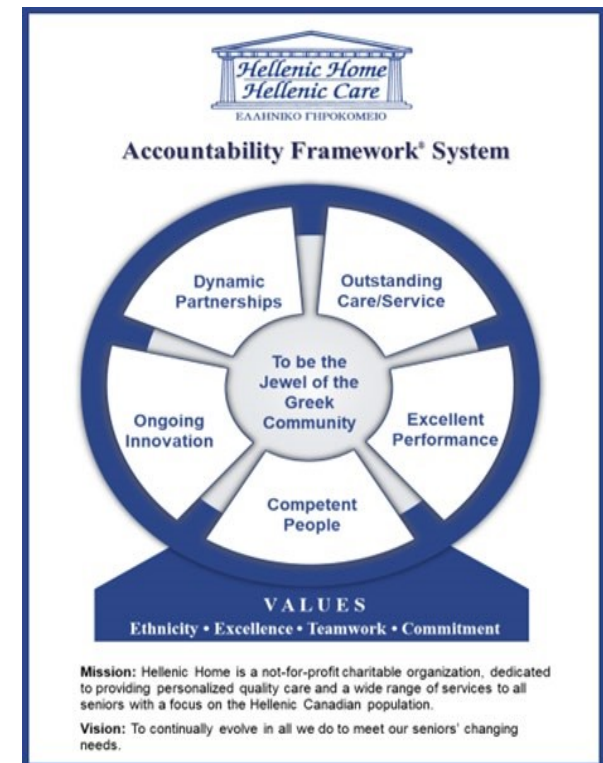 Hellenic Home
Hellenic Care
ΕΛΛΗΝΙΚΟ ΓΗΡΟΚΟΜΕΙΟ
Accountability Framework® System
Dynamic
Partnerships
Outstanding
Care/Service
To be the
Jewel of the
Greek
Community
Ongoing
Innovation
Excellent
Performance
Competent
People
VALUES
Ethnicity • Excellence • Teamwork • Commitment
Mission: Hellenic Home is a not-for-profit charitable organization, dedicated
to providing personalized quality care and a wide range of services to all
seniors with a focus on the Hellenic Canadian population.
Vision: To continually evolve in all we do to meet our seniors' changing
needs.